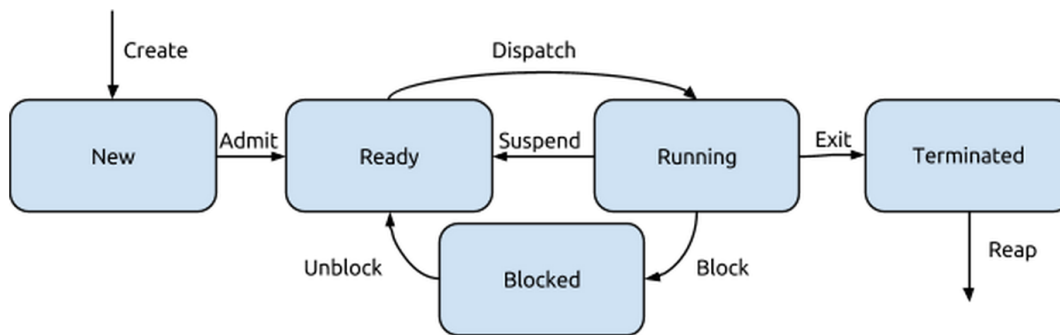 Create
Dispatch
New
Admit
Ready
Suspend
Running
Exit
Terminated
Unblock
Blocked
Block
Reap